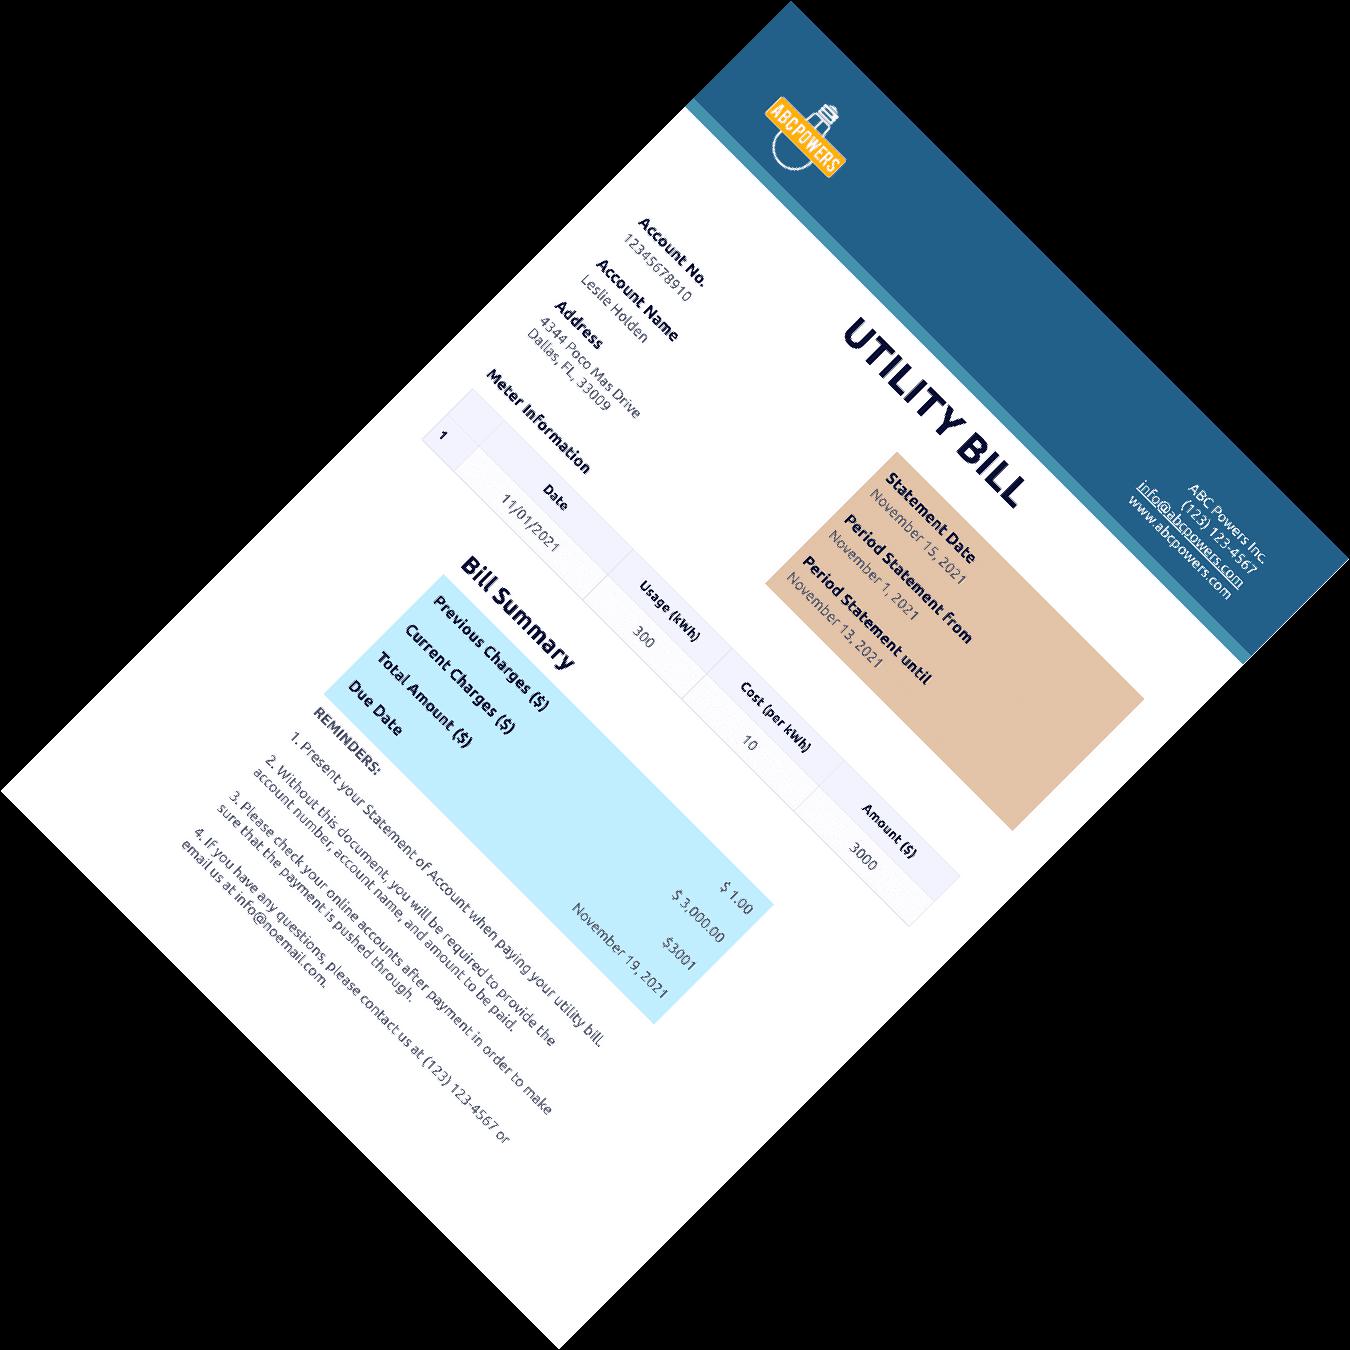 ABCPOWERS
ABC Powers Inc.
(123) 123-4567
info@abcpowers.com
www.abcpowers.com
UTILITY BILL
Account No.
12345678910
Account Name
Leslie Holden
Address
4344 Poco Mas Drive
Dallas, FL, 33009
Statement Date
November 15, 2021
Period Statement from
November 1, 2021
Period Statement until
November 13, 2021
Meter Information
Date Usage (kWh) Cost (per kWh) Amount ($)
1 11/01/2021 300 10 3000
Bill Summary
Previous Charges ($) $ 1.00
Current Charges ($) $ 3,000.00
Total Amount ($) $3001
Due Date November 19, 2021
REMINDERS:
1. Present your Statement of Account when paying your utility bill.
2. Without this document, you will be required to provide the
account number, account name, and amount to be paid.
3. Please check your online accounts after payment in order to make
sure that the payment is pushed through.
4. If you have any questions, please contact us at (123) 123-4567 or
email us at info@noemail.com.